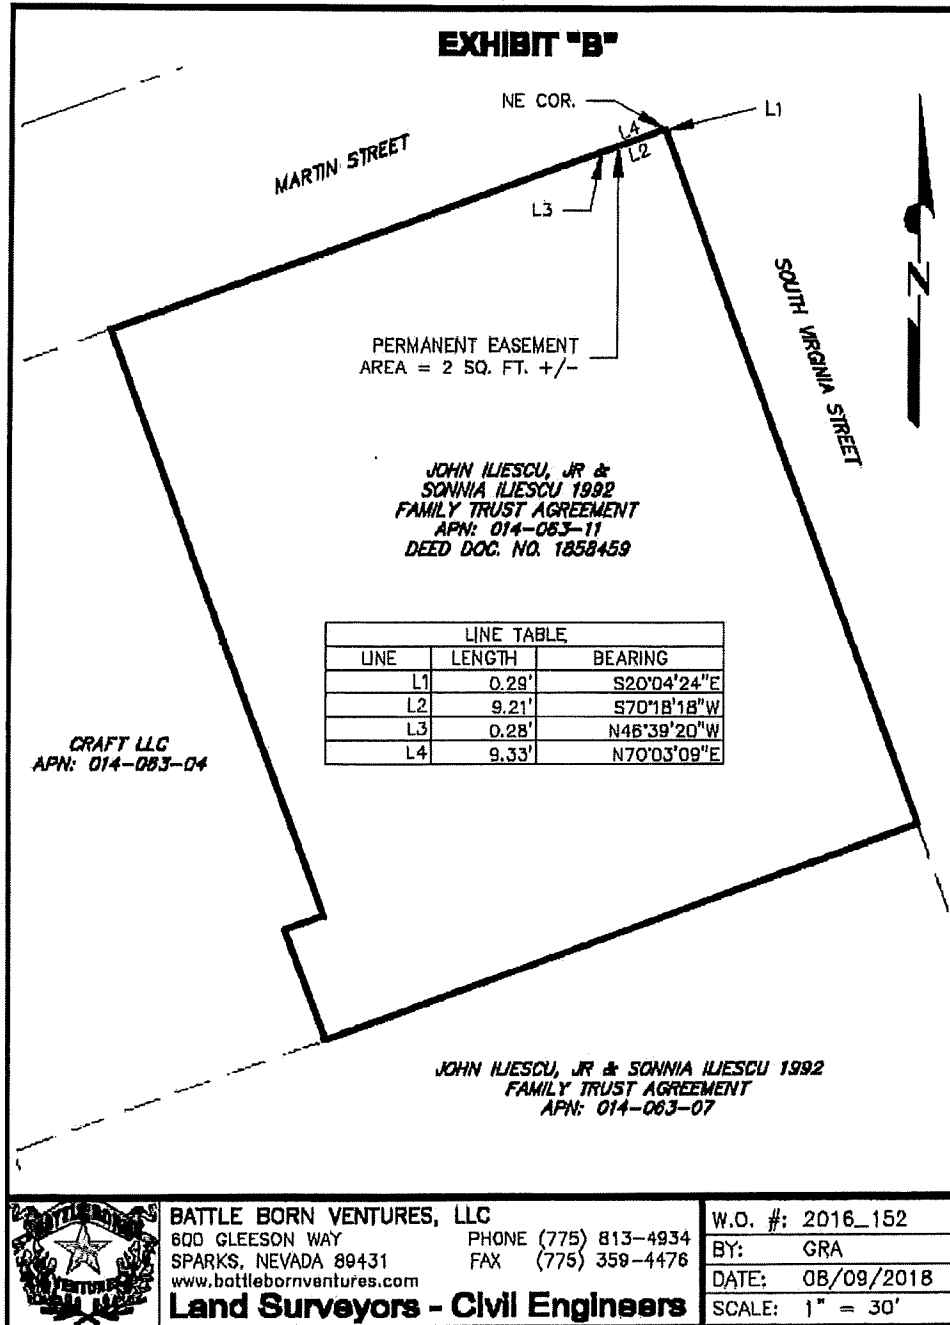 EXHIBIT "B"
NE COR.
L1
L4
L2
MARTIN STREET
L3
SOUTH VIRGINIA STREET
N
PERMANENT EASEMENT
AREA = 2 SQ. FT. +/-
JOHN ILIESCU, JR &
SONNIA ILIESCU 1992
FAMILY TRUST AGREEMENT
APN: 014-063-11
DEED DOC. NO. 1858459
LINE TABLE
LINE LENGTH BEARING
L1 0.29' S20°04'24"E
L2 9.21' S70°18'18"W
L3 0.28' N46°39'20"W
L4 9.33' N70°03'09"E
CRAFT LLC
APN: 014-063-04
JOHN ILIESCU, JR & SONNIA ILIESCU 1992
FAMILY TRUST AGREEMENT
APN: 014-063-07
BATTLE BORN
VENTURES
BATTLE BORN VENTURES, LLC
600 GLEESON WAY PHONE (775) 813-4934
SPARKS, NEVADA 89431 FAX (775) 359-4476
www.battlebornventures.com
Land Surveyors - Civil Engineers
W.O. #: 2016_152
BY: GRA
DATE: 08/09/2018
SCALE: 1" = 30'